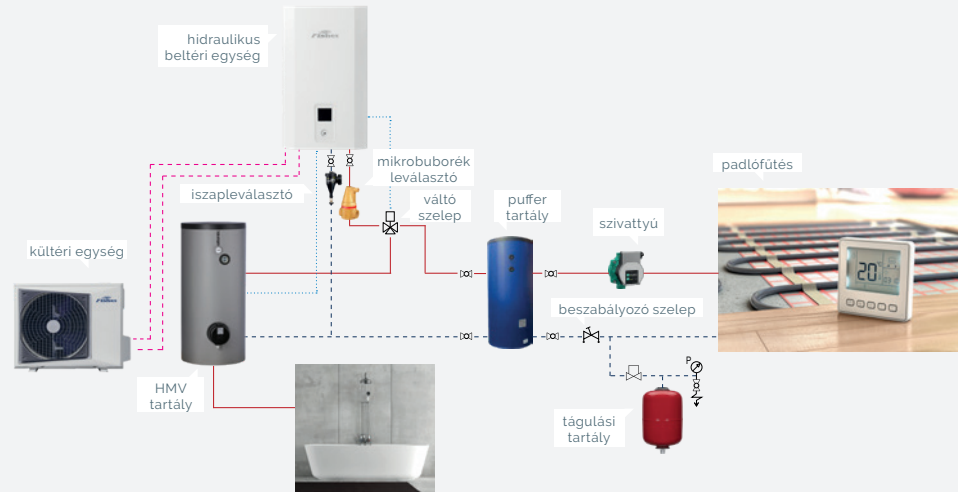 hidraulikus
beltéri egység
mikrobuborék
leválasztó
iszapleválasztó
váltó
szelep
puffer
tartály
szivattyú
padlófűtés
kültéri egység
20°
beszabályozó szelep
P
HMV
tartály
tágulási
tartály